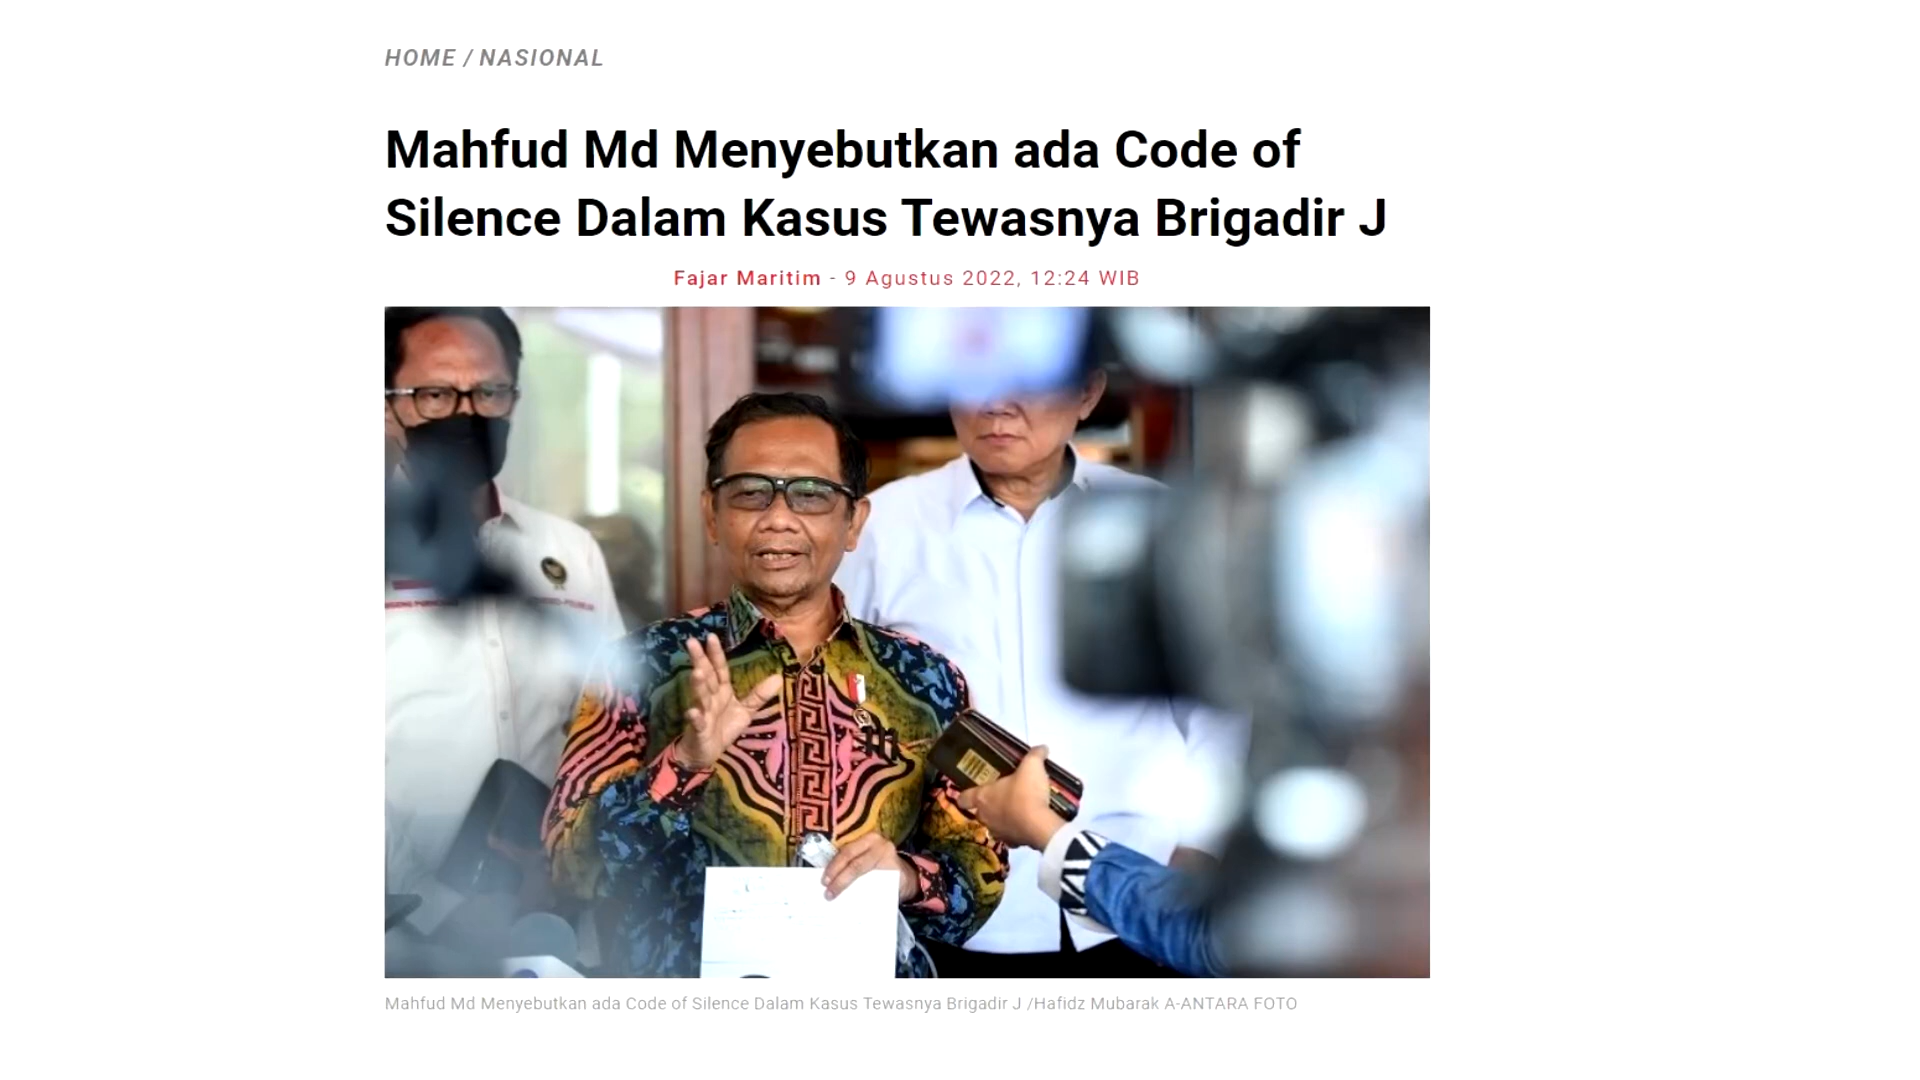 HOME / NASIONAL
Mahfud Md Menyebutkan ada Code of
Silence Dalam Kasus Tewasnya Brigadir J
Fajar Maritim - 9 Agustus 2022, 12:24 WIB
Mahfud Md Menyebutkan ada Code of Silence Dalam Kasus Tewasnya Brigadir J /Hafidz Mubarak A-ANTARA FOTO